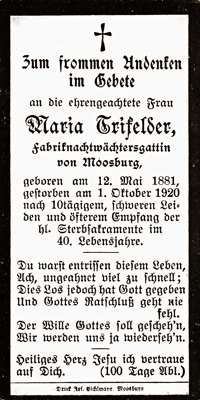 Zum frommen Andenken
im Gebete
an die ehrengeachtete Frau
Maria Trifelder,
Fabriknachtwächtersgattin
von Moosburg,
geboren am 12. Mai 1881,
gestorben am 1. Oktober 1920
nach 10tägigem, schweren Lei-
den und öfterem Empfang der
hl. Sterbsakramente im
40. Lebensjahre.
Du warst entrissen diesem Leben,
Ach, ungeahnet viel zu schnell;
Dies Los jedoch hat Gott gegeben
Und Gottes Ratschluß geht nie
fehl.
Der Wille Gottes soll gescheh'n,
Wir werden uns ja wiederseh'n.
Heiliges Herz Jesu ich vertraue
auf Dich. (100 Tage Abl.)
Druck Moosburg